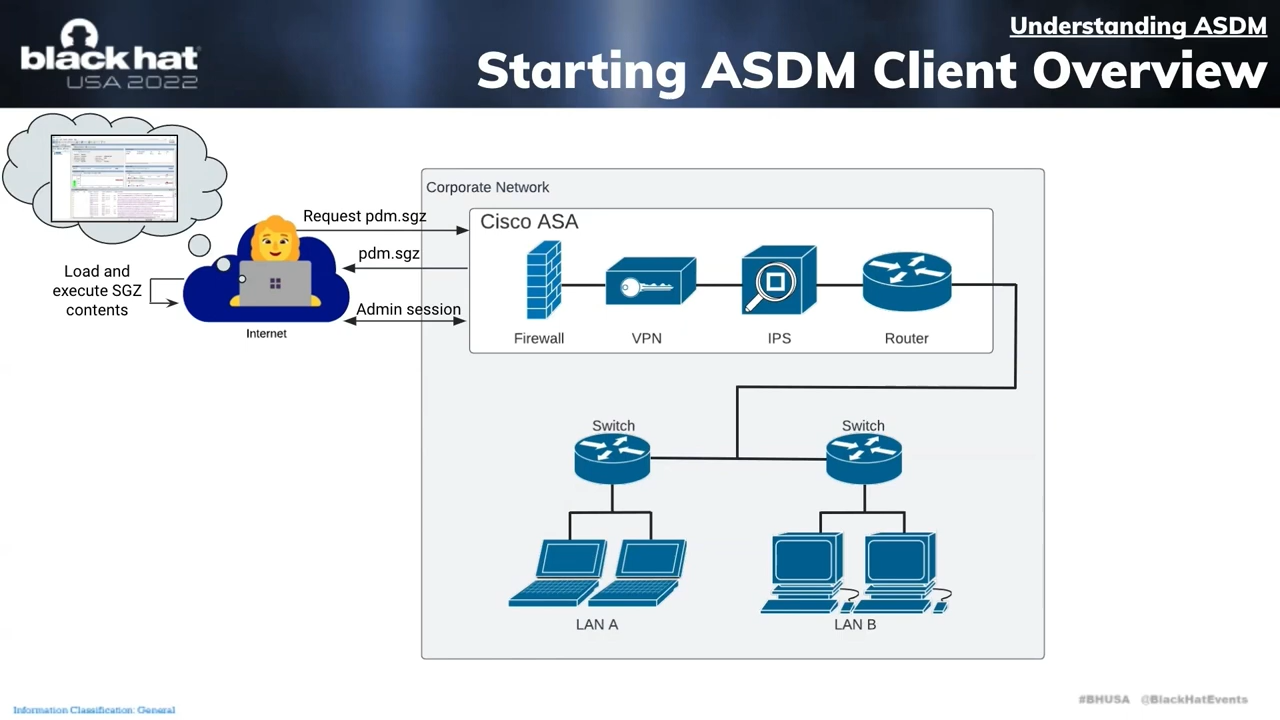 Understanding ASDM
black hat
USA 2022
Starting ASDM Client Overview
Corporate Network
Request pdm.sgz
Cisco ASA
pdm.sgz
Load and
execute SGZ
contents
Admin session
Internet
Firewall
VPN
IPS
Router
Switch
Switch
LAN A
LAN B
#BHUSA @BlackHatEvents
Information Classification: General